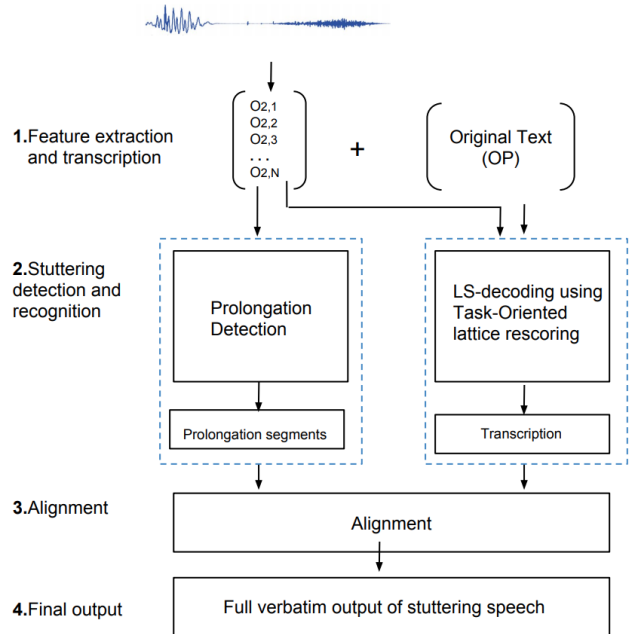 1.Feature extraction
and transcription
O2,1
O2,2
O2,3
...
O2,N
+
Original Text
(OP)
2.Stuttering
detection and
recognition
Prolongation
Detection
LS-decoding using
Task-Oriented
lattice rescoring
Prolongation segments
Transcription
3.Alignment
Alignment
4.Final output
Full verbatim output of stuttering speech